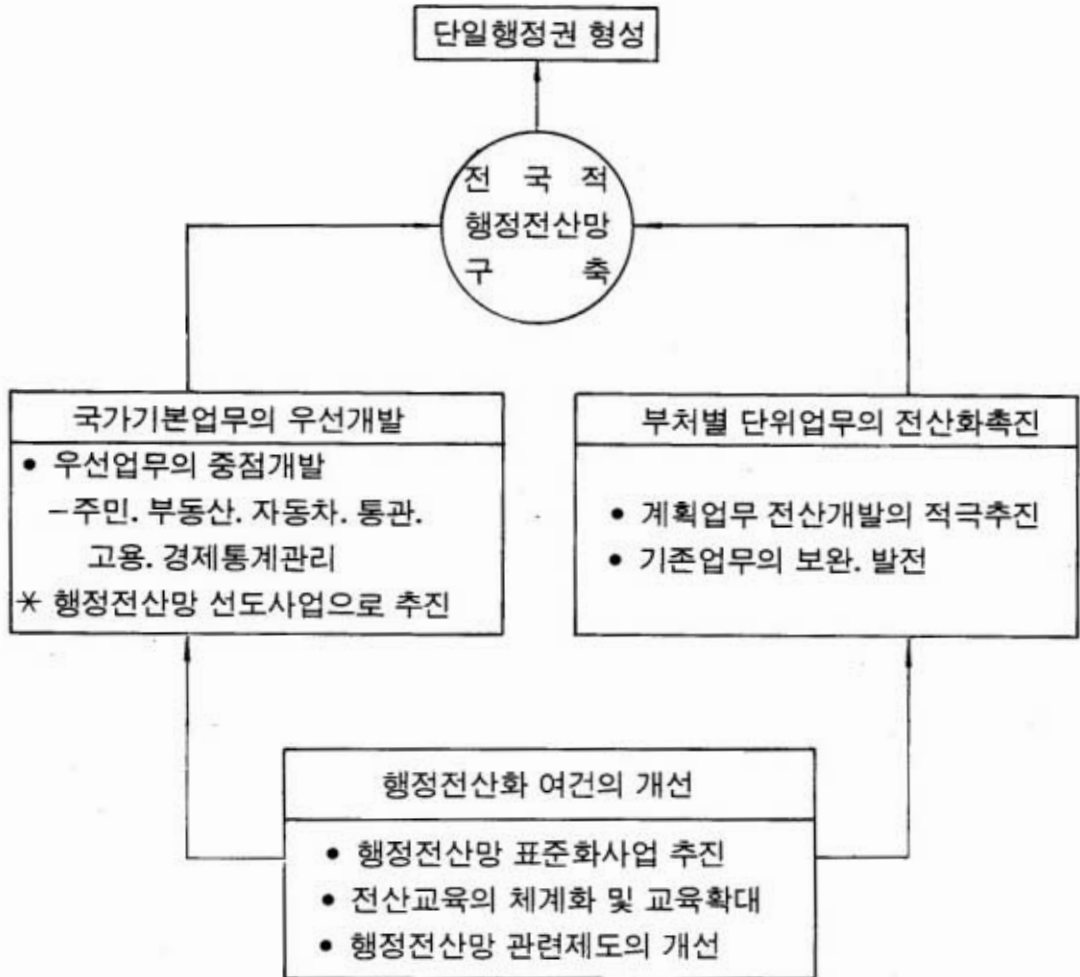 단일행정권 형성
전 국 적
행정전산망
구 축
국가기본업무의 우선개발
• 우선업무의 중점개발
－주민. 부동산. 자동차. 통관.
고용. 경제통계관리
* 행정전산망 선도사업으로 추진
부처별 단위업무의 전산화촉진
• 계획업무 전산개발의 적극추진
• 기존업무의 보완. 발전
행정전산화 여건의 개선
• 행정전산망 표준화사업 추진
• 전산교육의 체계화 및 교육확대
• 행정전산망 관련제도의 개선